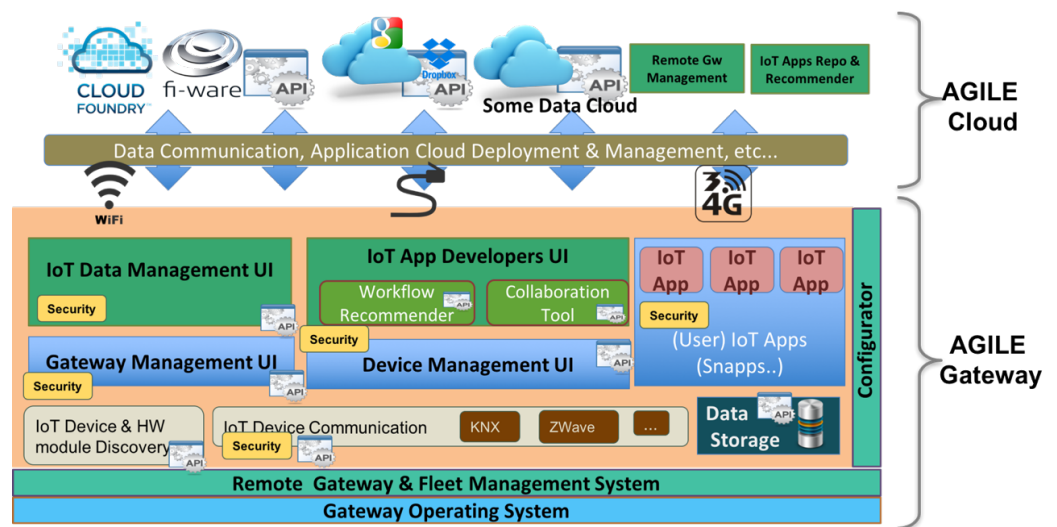 CLOUD
FOUNDRY™
fi-ware
API
Dropbox
API
API
Some Data Cloud
Remote Gw
Management
IoT Apps Repo &
Recommender
AGILE
Cloud
Data Communication, Application Cloud Deployment & Management, etc...
WiFi
3.
4G
IoT Data Management UI
Security
API
IoT App Developers UI
Workflow
Recommender
API
Collaboration
Tool
API
IoT
App
IoT
App
IoT
App
Security
(User) IoT Apps
(Snapps..)
Configurator
AGILE
Gateway
Gateway Management UI
Security
API
Security
Device Management UI
API
IoT Device & HW
module Discovery
API
IoT Device Communication
Security
API
KNX
ZWave
...
Data
Storage
API
Remote Gateway & Fleet Management System
Gateway Operating System